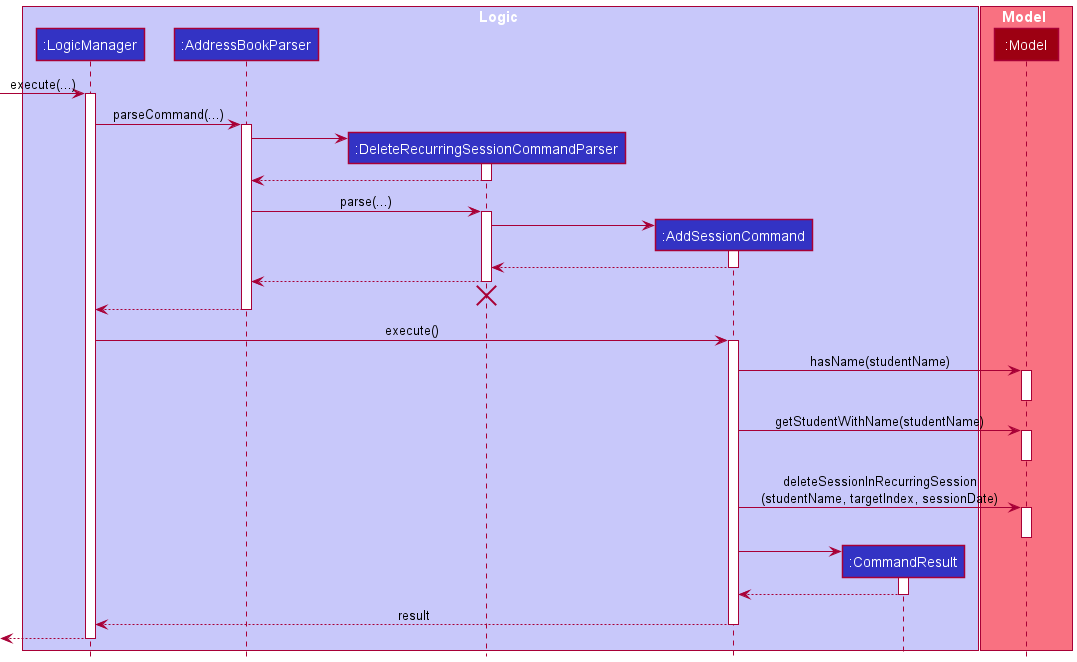 Logic
Model
:LogicManager
:AddressBookParser
:Model
execute(...)
parseCommand(...)
:DeleteRecurringSessionCommandParser
parse(...)
:AddSessionCommand
execute()
hasName(studentName)
getStudentWithName(studentName)
deleteSessionInRecurringSession
(studentName, targetIndex, sessionDate)
:CommandResult
result